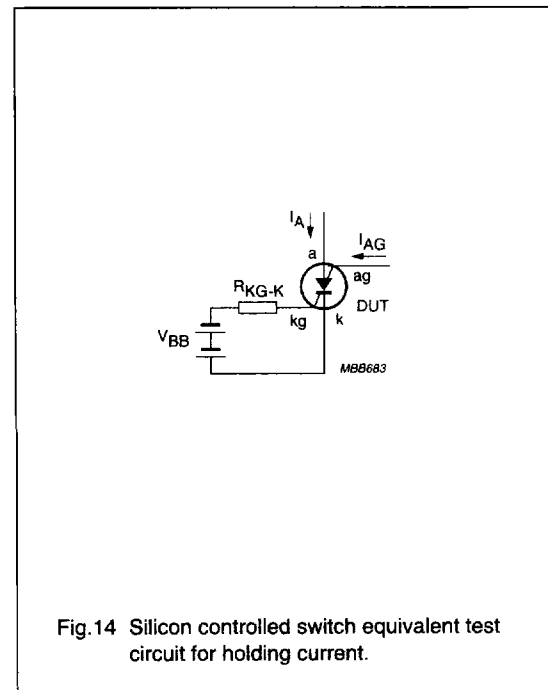 I_A
I_AG
a
ag
R_KG-K
DUT
kg
k
V_BB
MBB683
Fig.14 Silicon controlled switch equivalent test
circuit for holding current.